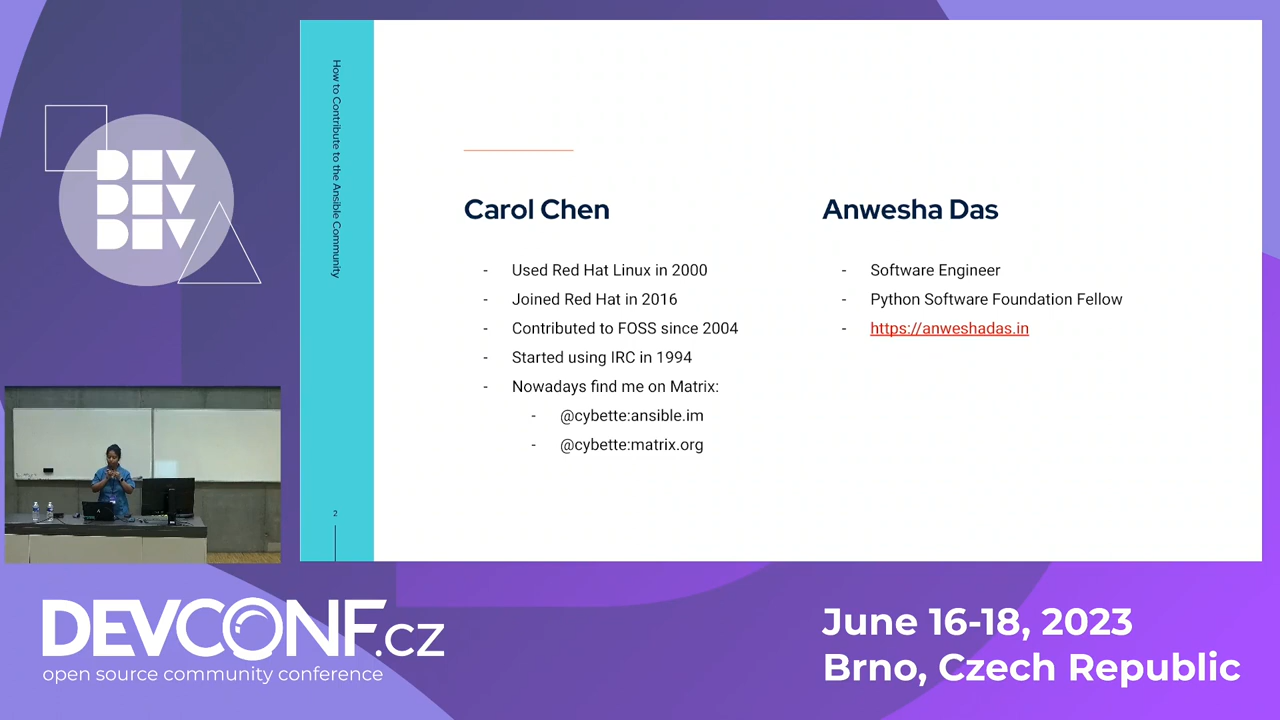 DEV
DEV
DEV
How to Contribute to the Ansible Community
2
Carol Chen
- Used Red Hat Linux in 2000
- Joined Red Hat in 2016
- Contributed to FOSS since 2004
- Started using IRC in 1994
- Nowadays find me on Matrix:
- @cybette:ansible.im
- @cybette:matrix.org
Anwesha Das
- Software Engineer
- Python Software Foundation Fellow
- https://anweshadas.in
DEVCONF.cz
open source community conference
June 16-18, 2023
Brno, Czech Republic